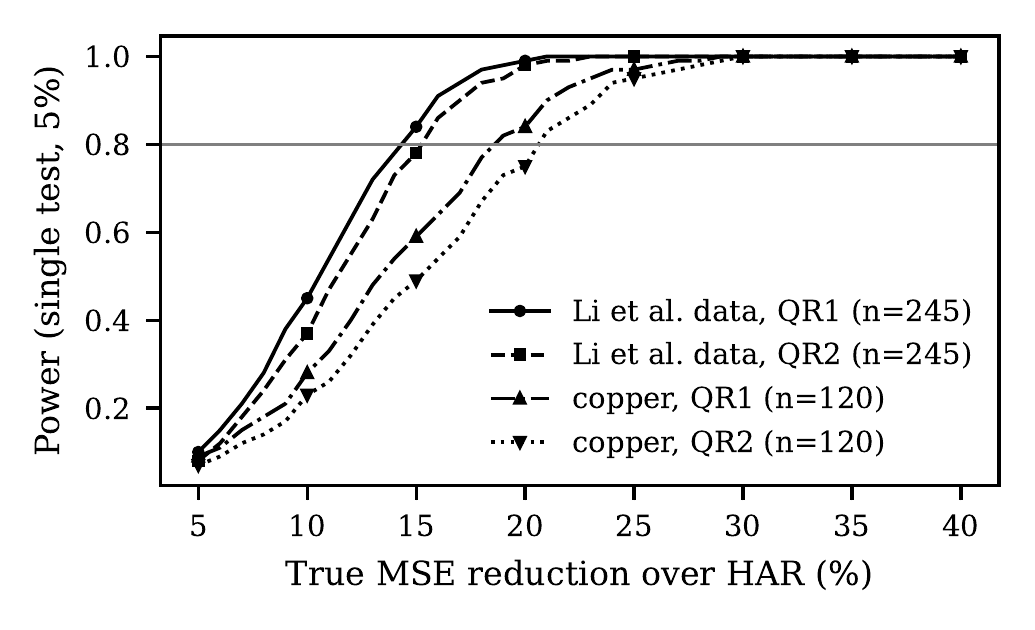 1.0
0.8
0.6
0.4
0.2
Power (single test, 5%)
Li et al. data, QR1 (n=245)
Li et al. data, QR2 (n=245)
copper, QR1 (n=120)
copper, QR2 (n=120)
5 10 15 20 25 30 35 40
True MSE reduction over HAR (%)